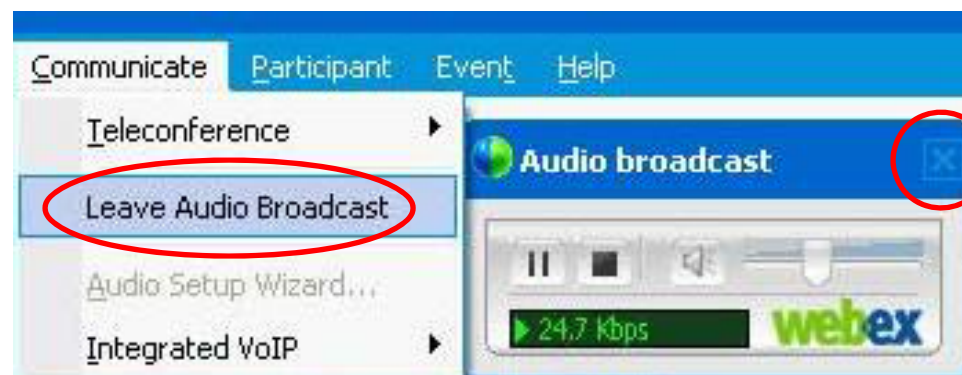 Communicate Participant Event Help
Teleconference
Leave Audio Broadcast
Audio Setup Wizard...
Integrated VoIP
Audio broadcast
24,7 Kbps
webex